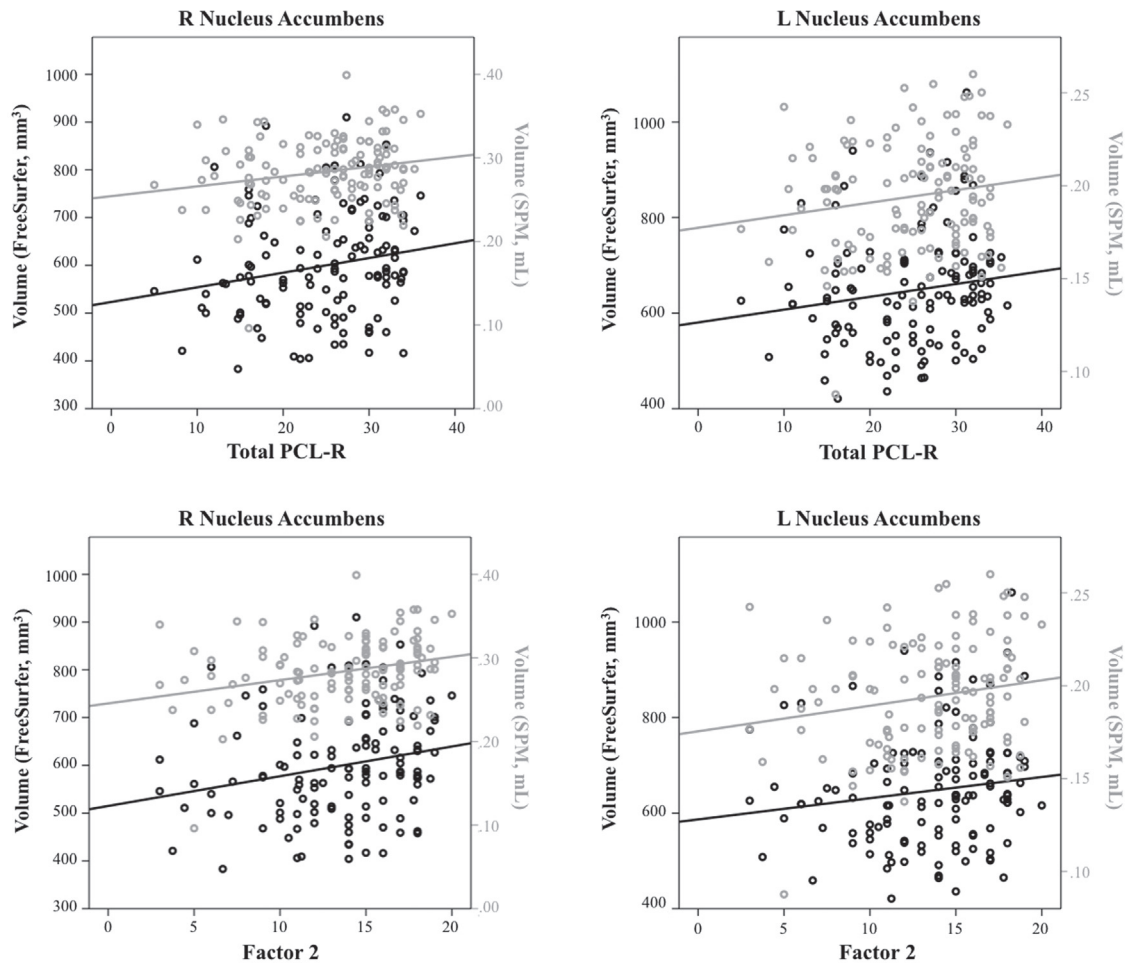 R Nucleus Accumbens
Volume (FreeSurfer, mm³)
1000
900
800
700
600
500
400
300
.40
.30
.20
.10
.00
Volume (SPM, mL)
0 10 20 30 40
Total PCL-R
L Nucleus Accumbens
Volume (FreeSurfer, mm³)
1000
800
600
400
.25
.20
.15
.10
Volume (SPM, mL)
0 10 20 30 40
Total PCL-R
R Nucleus Accumbens
Volume (FreeSurfer, mm³)
1000
900
800
700
600
500
400
300
.40
.30
.20
.10
.00
Volume (SPM, mL)
0 5 10 15 20
Factor 2
L Nucleus Accumbens
Volume (FreeSurfer, mm³)
1000
800
600
400
.25
.20
.15
.10
Volume (SPM, mL)
0 5 10 15 20
Factor 2